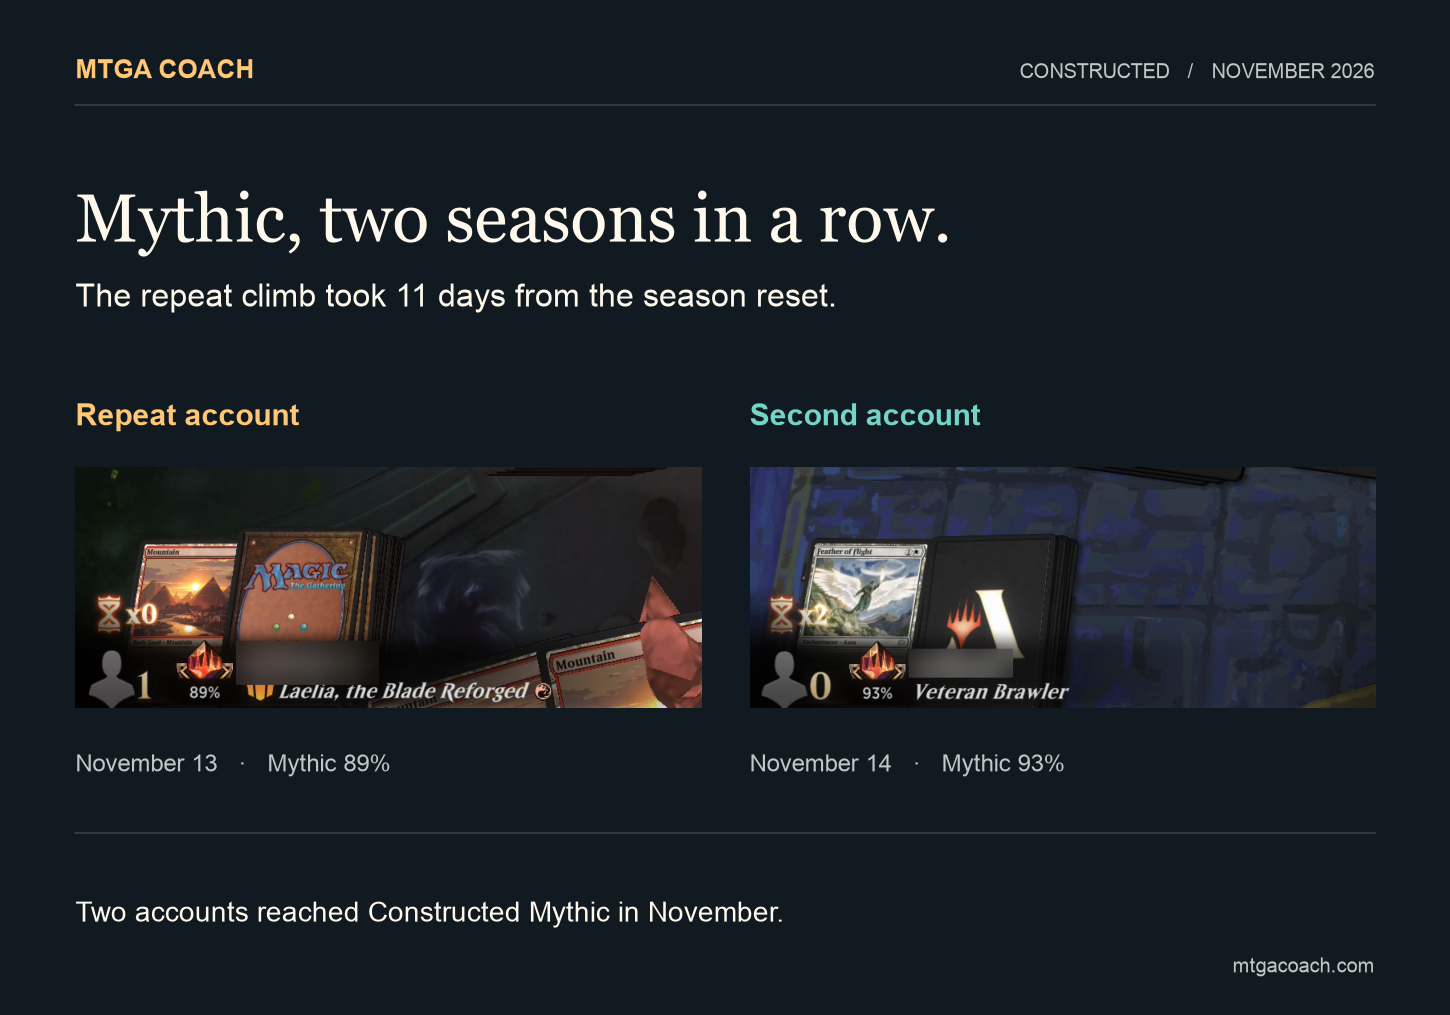 MTGA COACH
CONSTRUCTED / NOVEMBER 2026
Mythic, two seasons in a row.
The repeat climb took 11 days from the season reset.
Repeat account
Second account
Mountain
MAGIC
The Gathering
x0
Mountain
1
89%
Laelia, the Blade Reforged
Feather of Flight
x2
0
93%
Veteran Brawler
November 13 · Mythic 89%
November 14 · Mythic 93%
Two accounts reached Constructed Mythic in November.
mtgacoach.com